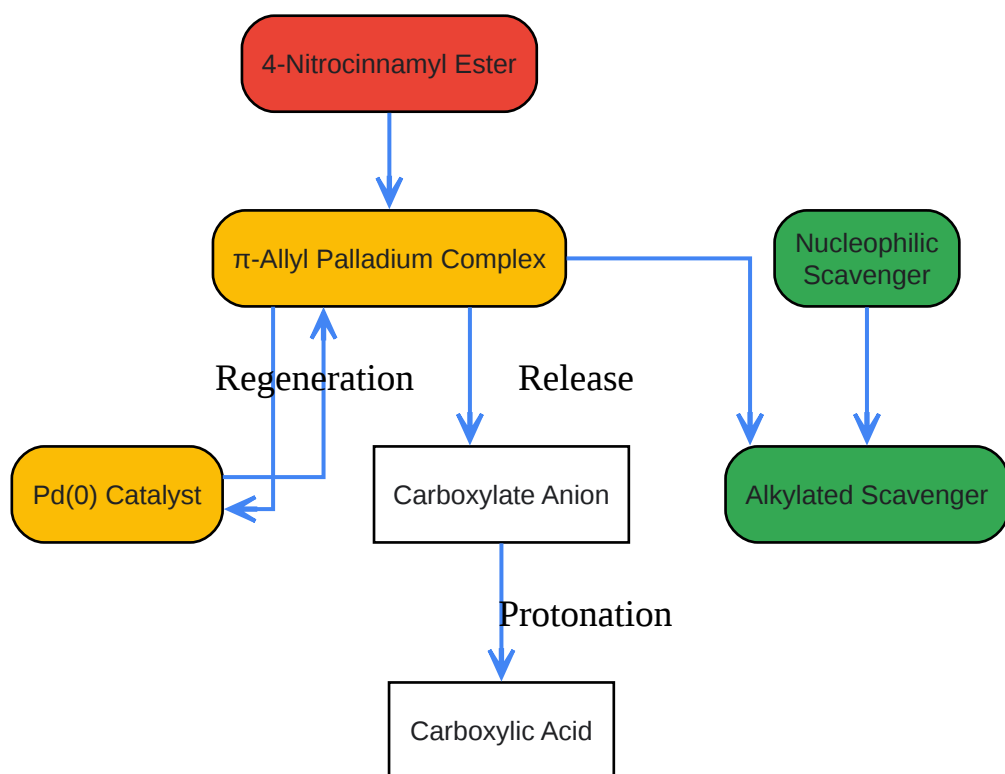 4-Nitrocinnamyl Ester
π-Allyl Palladium Complex
Nucleophilic
Scavenger
Regeneration
Release
Pd(0) Catalyst
Carboxylate Anion
Alkylated Scavenger
Protonation
Carboxylic Acid